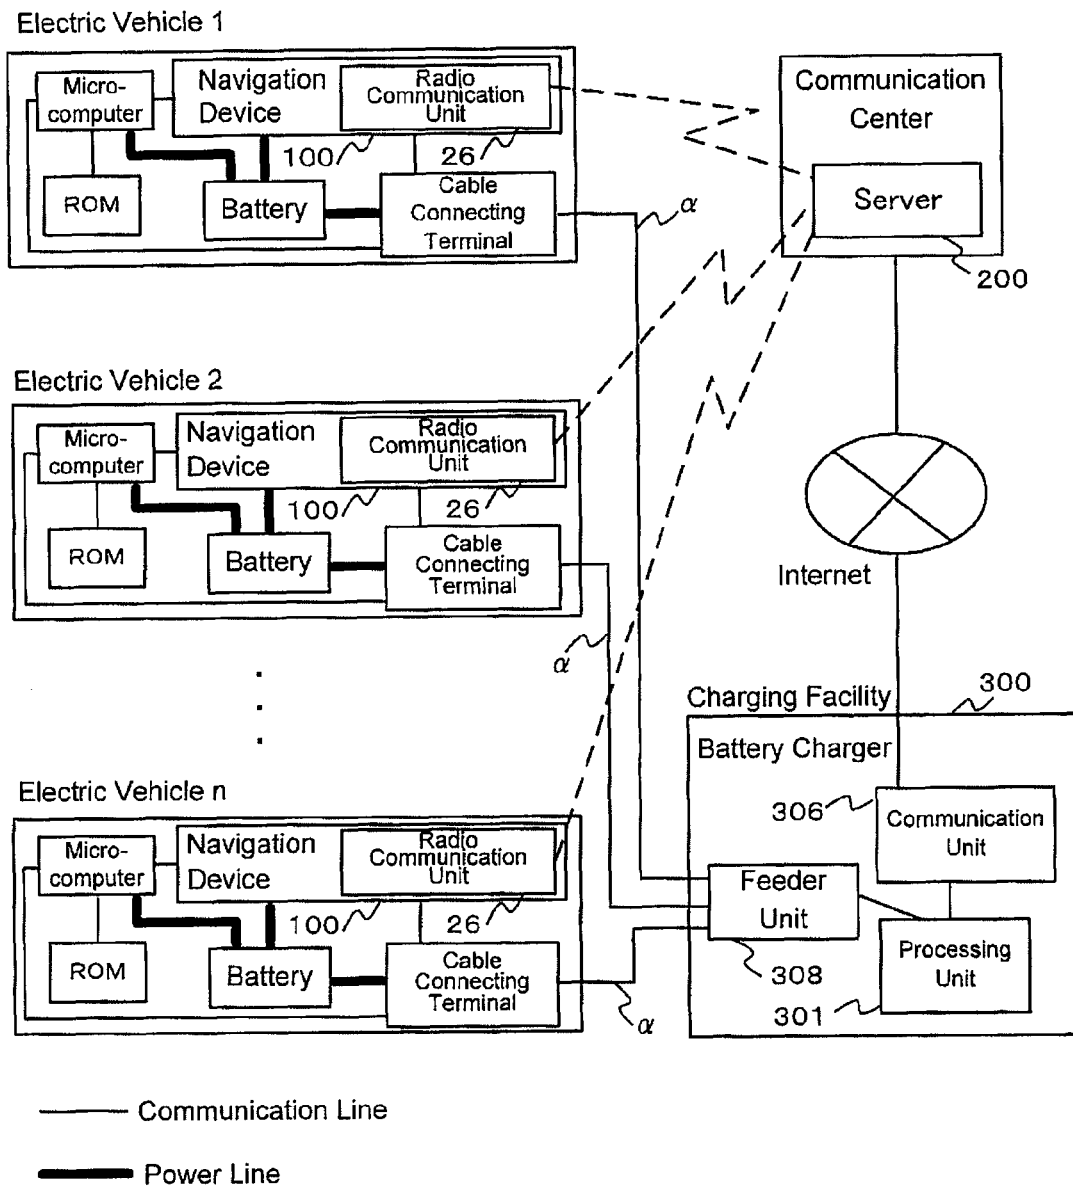 Electric Vehicle 1
Micro-
computer
Navigation
Device
Radio
Communication
Unit
100
26
ROM
Battery
Cable
Connecting
Terminal
α
Communication
Center
Server
200
Electric Vehicle 2
Micro-
computer
Navigation
Device
Radio
Communication
Unit
100
26
ROM
Battery
Cable
Connecting
Terminal
α
Internet
Charging Facility
300
Battery Charger
306
Communication
Unit
Feeder
Unit
308
Processing
Unit
301
Electric Vehicle n
Micro-
computer
Navigation
Device
Radio
Communication
Unit
100
26
ROM
Battery
Cable
Connecting
Terminal
α
Communication Line
Power Line